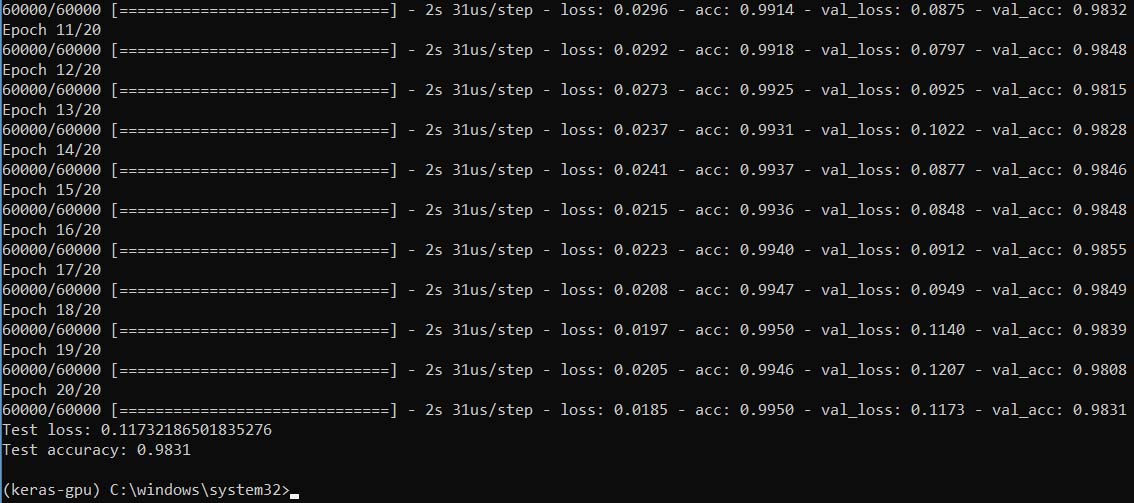 60000/60000 [==============================] - 2s 31us/step - loss: 0.0296 - acc: 0.9914 - val_loss: 0.0875 - val_acc: 0.9832
Epoch 11/20
60000/60000 [==============================] - 2s 31us/step - loss: 0.0292 - acc: 0.9918 - val_loss: 0.0797 - val_acc: 0.9848
Epoch 12/20
60000/60000 [==============================] - 2s 31us/step - loss: 0.0273 - acc: 0.9925 - val_loss: 0.0925 - val_acc: 0.9815
Epoch 13/20
60000/60000 [==============================] - 2s 31us/step - loss: 0.0237 - acc: 0.9931 - val_loss: 0.1022 - val_acc: 0.9828
Epoch 14/20
60000/60000 [==============================] - 2s 31us/step - loss: 0.0241 - acc: 0.9937 - val_loss: 0.0877 - val_acc: 0.9846
Epoch 15/20
60000/60000 [==============================] - 2s 31us/step - loss: 0.0215 - acc: 0.9936 - val_loss: 0.0848 - val_acc: 0.9848
Epoch 16/20
60000/60000 [==============================] - 2s 31us/step - loss: 0.0223 - acc: 0.9940 - val_loss: 0.0912 - val_acc: 0.9855
Epoch 17/20
60000/60000 [==============================] - 2s 31us/step - loss: 0.0208 - acc: 0.9947 - val_loss: 0.0949 - val_acc: 0.9849
Epoch 18/20
60000/60000 [==============================] - 2s 31us/step - loss: 0.0197 - acc: 0.9950 - val_loss: 0.1140 - val_acc: 0.9839
Epoch 19/20
60000/60000 [==============================] - 2s 31us/step - loss: 0.0205 - acc: 0.9946 - val_loss: 0.1207 - val_acc: 0.9808
Epoch 20/20
60000/60000 [==============================] - 2s 31us/step - loss: 0.0185 - acc: 0.9950 - val_loss: 0.1173 - val_acc: 0.9831
Test loss: 0.11732186501835276
Test accuracy: 0.9831
(keras-gpu) C:\windows\system32>